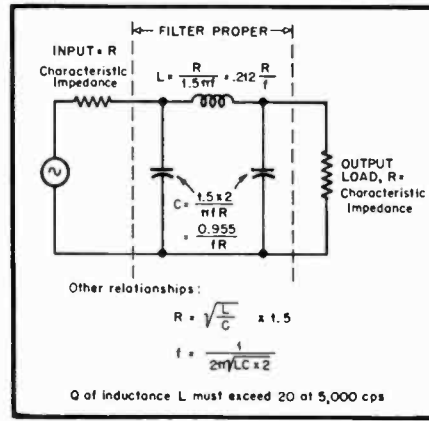 FILTER PROPER
INPUT = R
Characteristic
Impedance
L = R / 1.5πf = .212 R / f
C = 1.5 x 2 / πfR
= 0.955 / fR
OUTPUT
LOAD, R =
Characteristic
Impedance
Other relationships:
R = √(L / C) x 1.5
f = 1 / 2π√LC x 2
Q of inductance L must exceed 20 at 5,000 cps